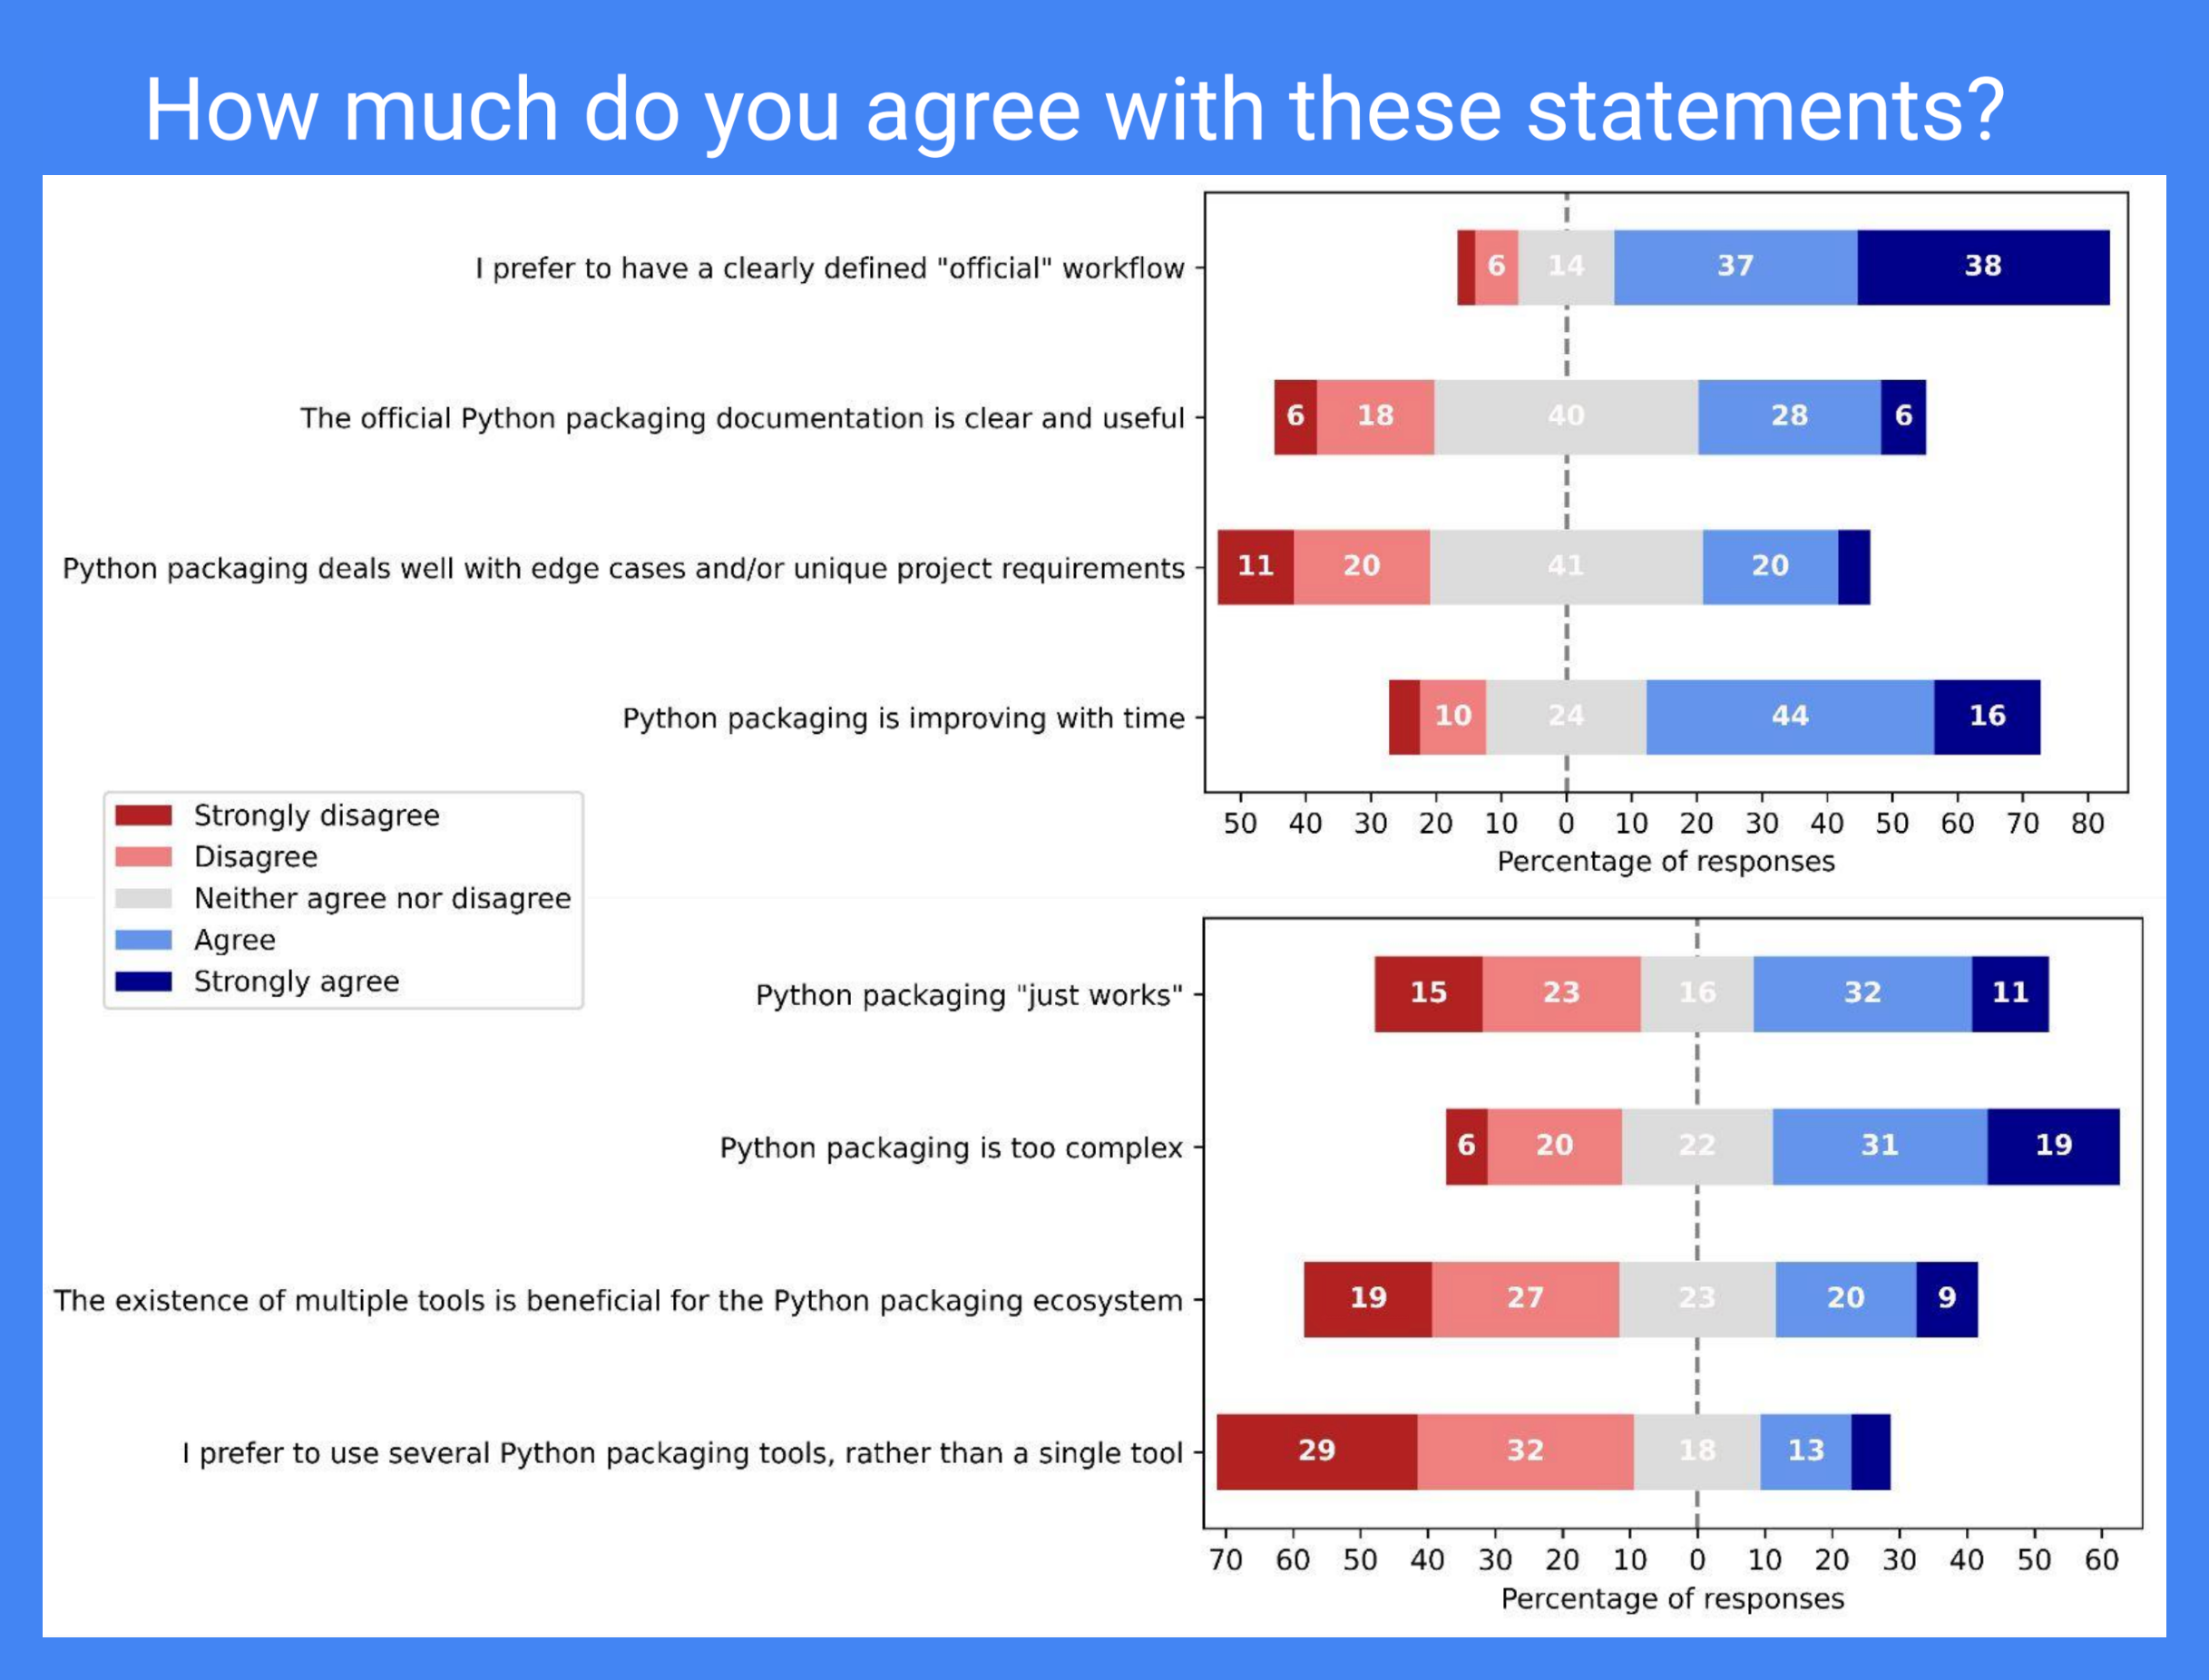 How much do you agree with these statements?
I prefer to have a clearly defined "official" workflow
6 14 37 38
The official Python packaging documentation is clear and useful
6 18 40 28 6
Python packaging deals well with edge cases and/or unique project requirements
11 20 41 20
Python packaging is improving with time
10 24 44 16
50 40 30 20 10 0 10 20 30 40 50 60 70 80
Percentage of responses
Strongly disagree
Disagree
Neither agree nor disagree
Agree
Strongly agree
Python packaging "just works"
15 23 16 32 11
Python packaging is too complex
6 20 22 31 19
The existence of multiple tools is beneficial for the Python packaging ecosystem
19 27 23 20 9
I prefer to use several Python packaging tools, rather than a single tool
29 32 18 13
70 60 50 40 30 20 10 0 10 20 30 40 50 60
Percentage of responses